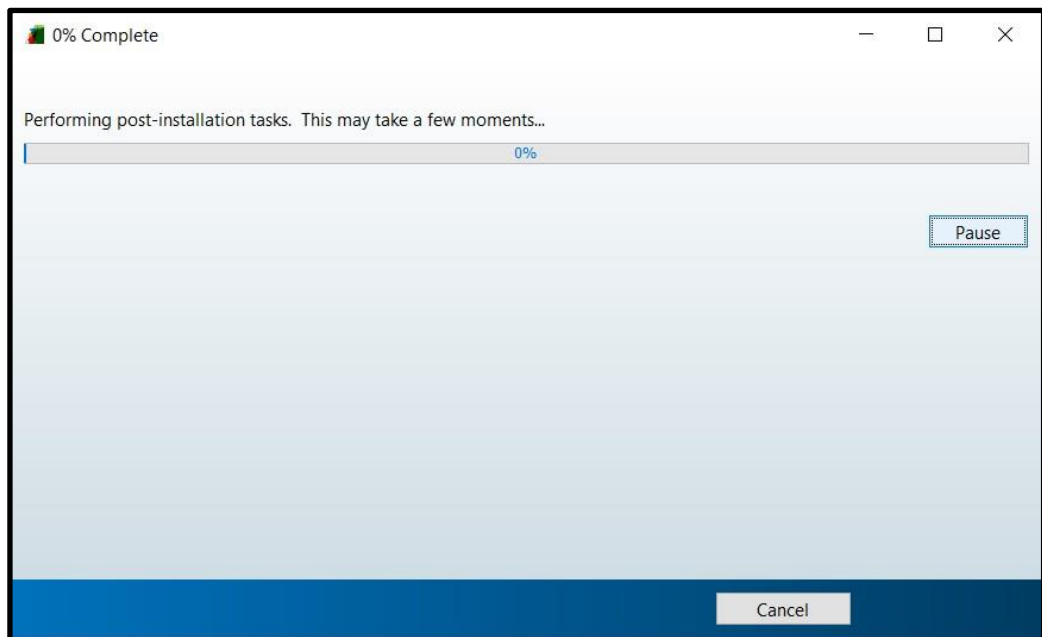 0% Complete
Performing post-installation tasks.  This may take a few moments...
0%
Pause
Cancel